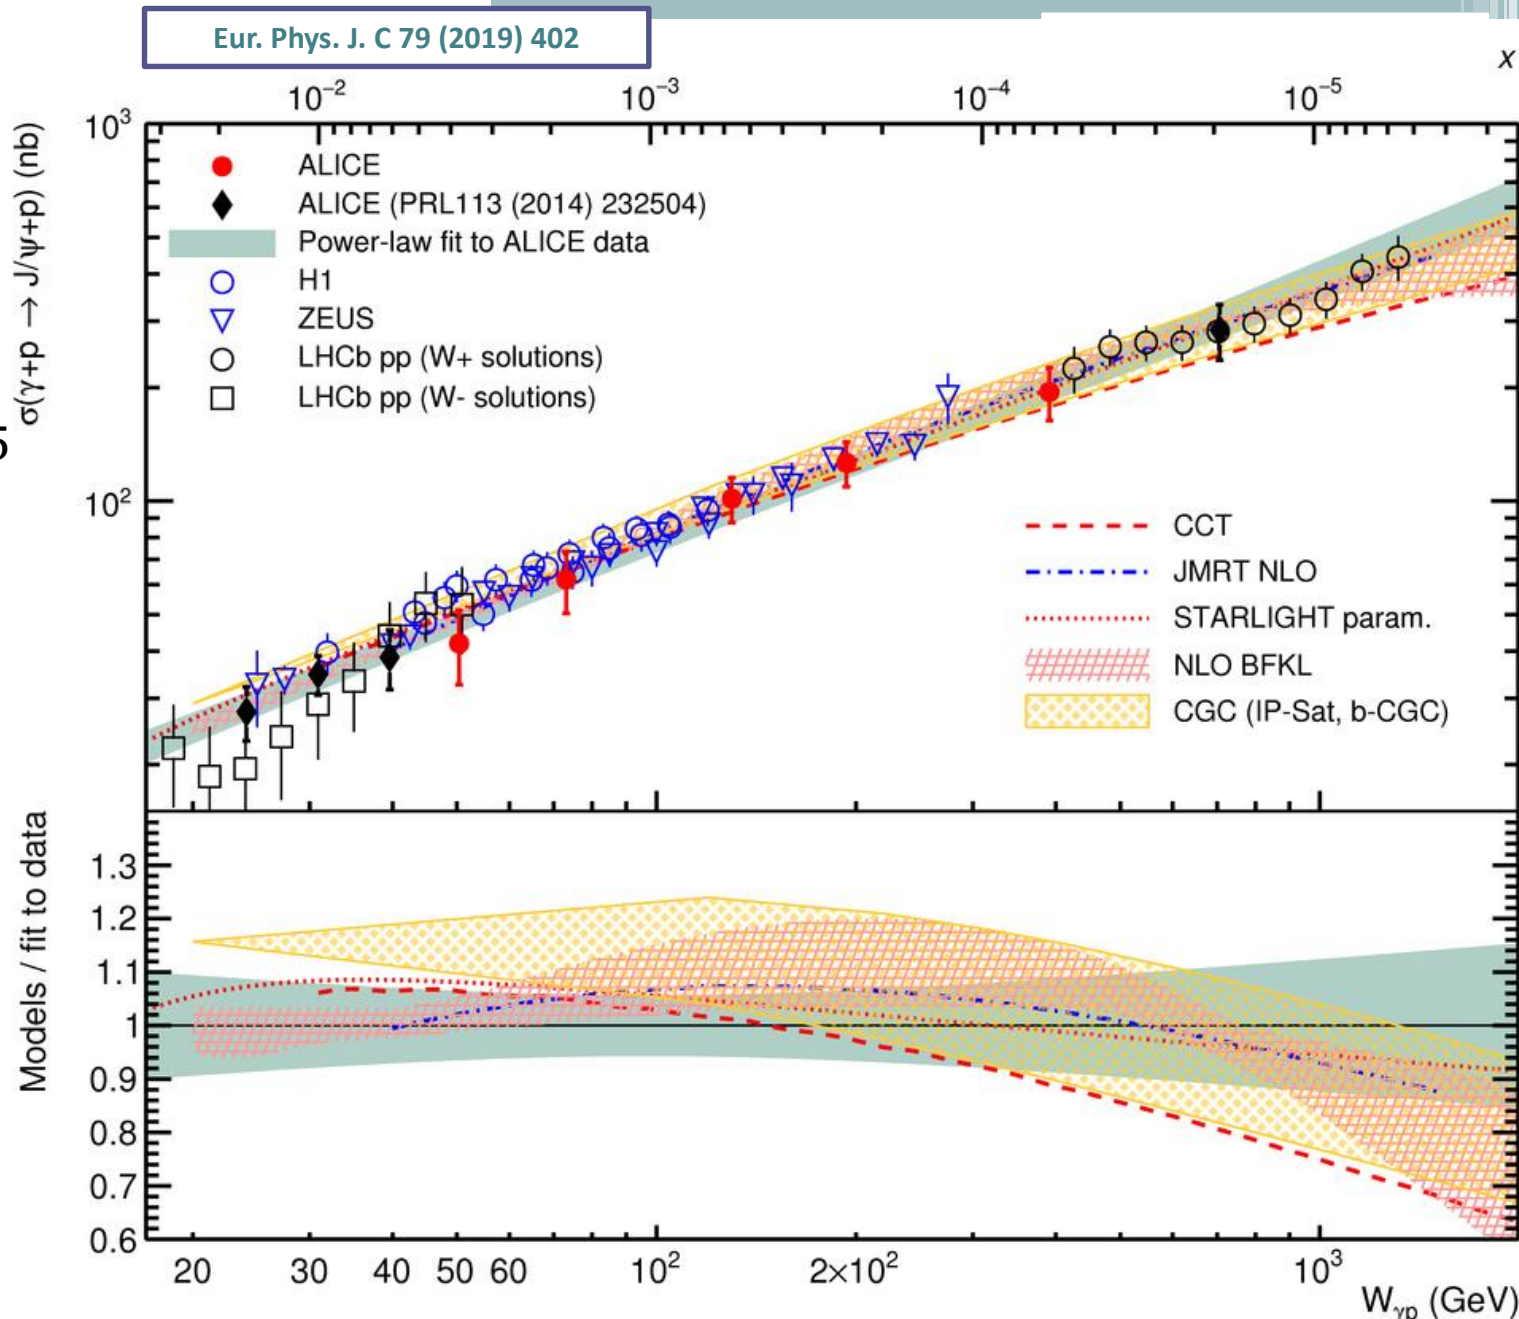 Eur. Phys. J. C 79 (2019) 402
x
10⁻² 10⁻³ 10⁻⁴ 10⁻⁵
σ(γ+p → J/ψ+p) (nb)
10³
10²
ALICE
ALICE (PRL113 (2014) 232504)
Power-law fit to ALICE data
H1
ZEUS
LHCb pp (W+ solutions)
LHCb pp (W- solutions)
CCT
JMRT NLO
STARLIGHT param.
NLO BFKL
CGC (IP-Sat, b-CGC)
Models / fit to data
1.3
1.2
1.1
1
0.9
0.8
0.7
0.6
20 30 40 50 60 10² 2×10² 10³
W_γp (GeV)